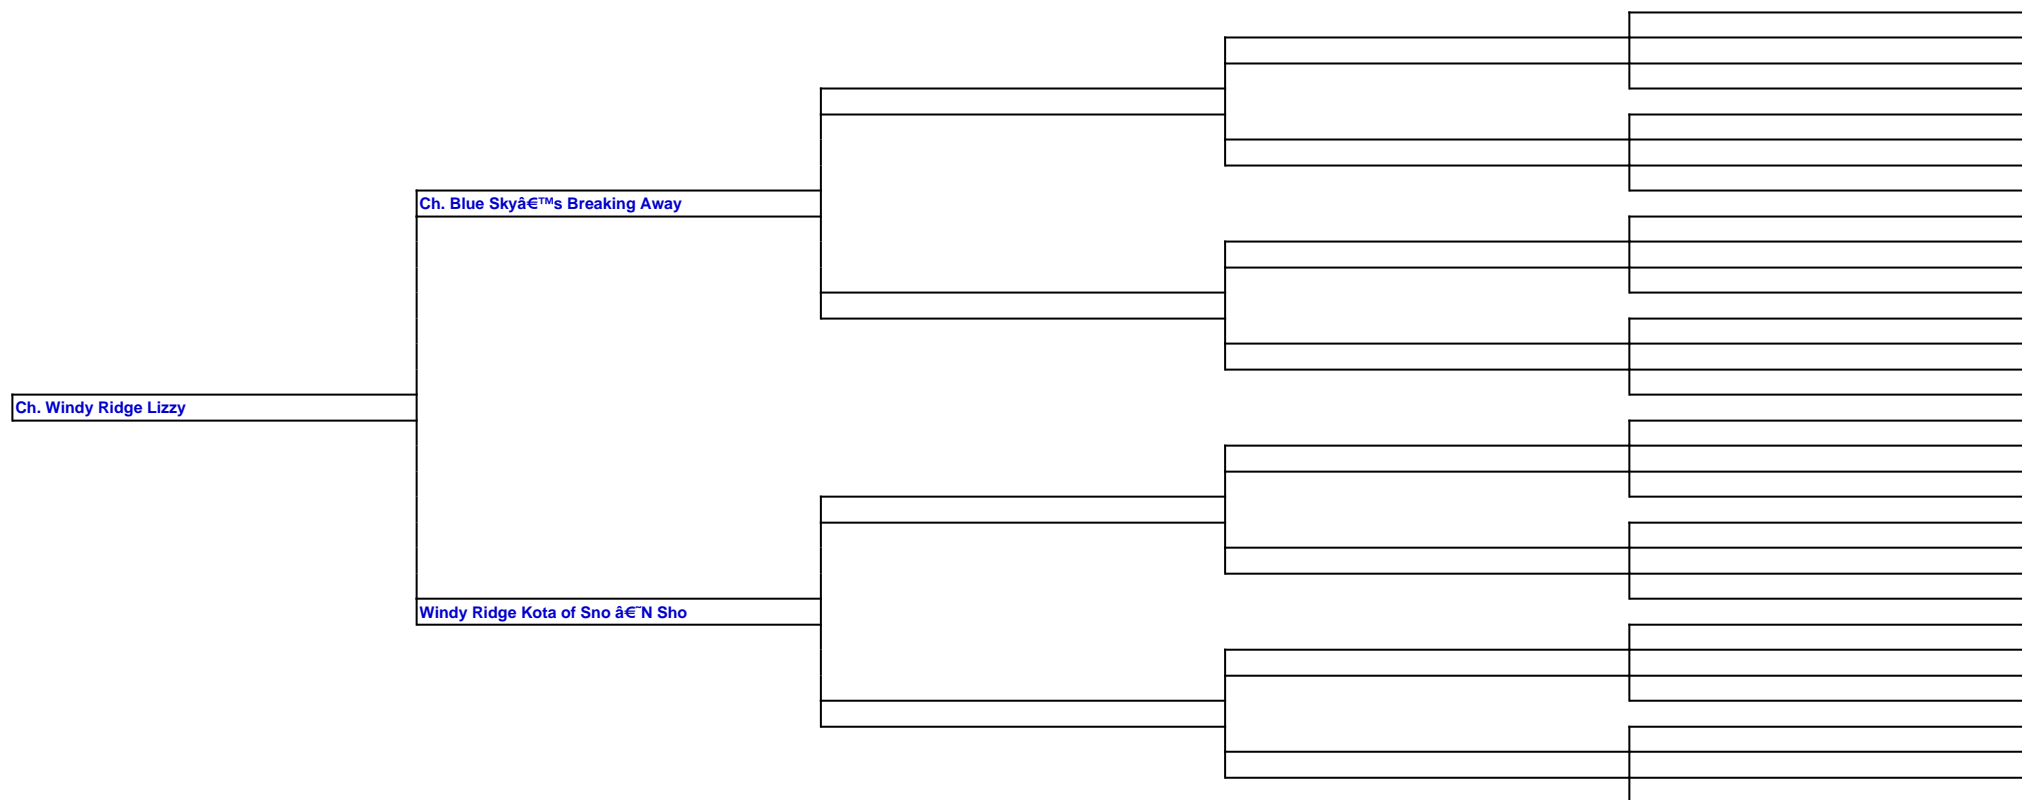 Ch. Blue Skyâ€™s Breaking Away
Ch. Windy Ridge Lizzy
Windy Ridge Kota of Sno â€˜N Sho